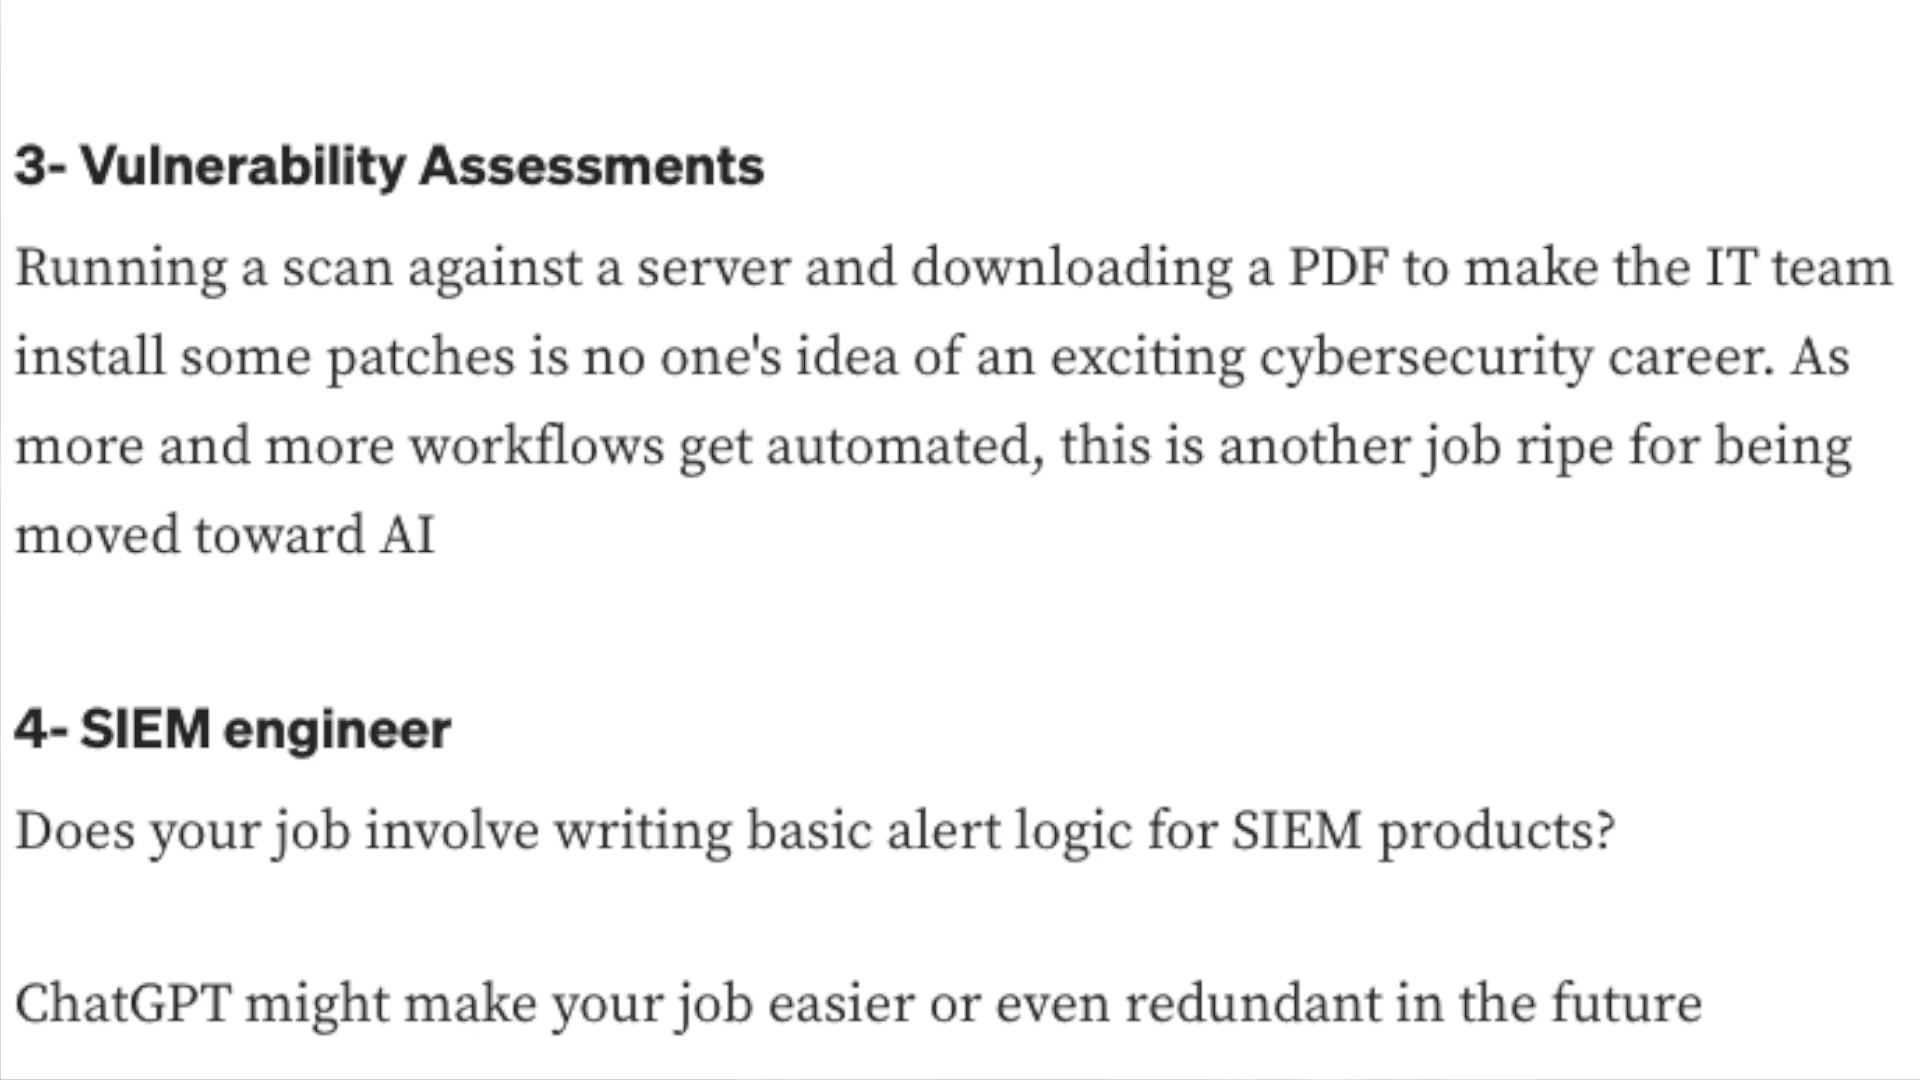 3- Vulnerability Assessments
Running a scan against a server and downloading a PDF to make the IT team
install some patches is no one's idea of an exciting cybersecurity career. As
more and more workflows get automated, this is another job ripe for being
moved toward AI
4- SIEM engineer
Does your job involve writing basic alert logic for SIEM products?
ChatGPT might make your job easier or even redundant in the future